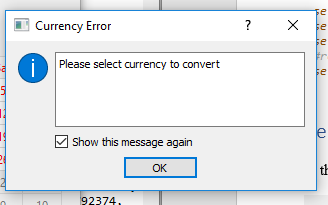 Currency Error
?
Please select currency to convert
Show this message again
OK
92374.